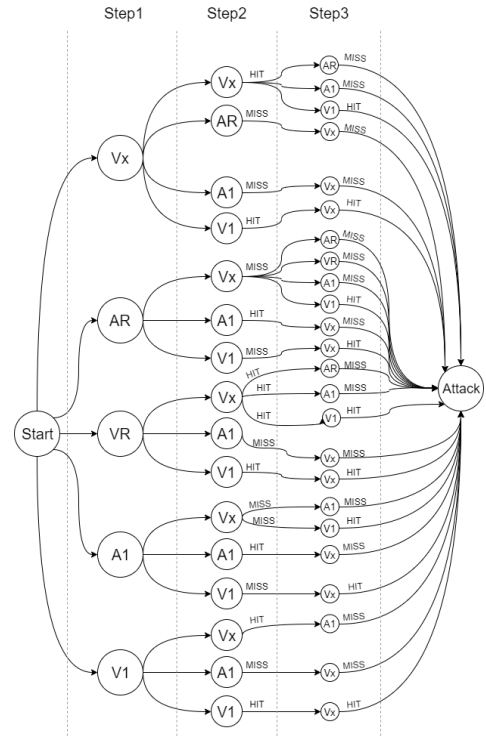 Step1 Step2 Step3
AR MISS
Vx HIT A1 MISS
V1 HIT
AR MISS Vx MISS
Vx
A1 MISS Vx MISS
V1 HIT Vx HIT
AR MISS
Vx MISS VR MISS
A1 MISS
V1 HIT
AR A1 HIT Vx MISS
V1 MISS Vx HIT
HIT AR MISS
Vx HIT A1 MISS Attack
HIT V1 HIT
Start VR A1 MISS Vx MISS
V1 HIT Vx HIT
Vx MISS A1 MISS
MISS V1 HIT
A1 A1 HIT Vx MISS
V1 MISS Vx HIT
Vx HIT A1 MISS
V1 A1 MISS Vx MISS
V1 HIT Vx HIT